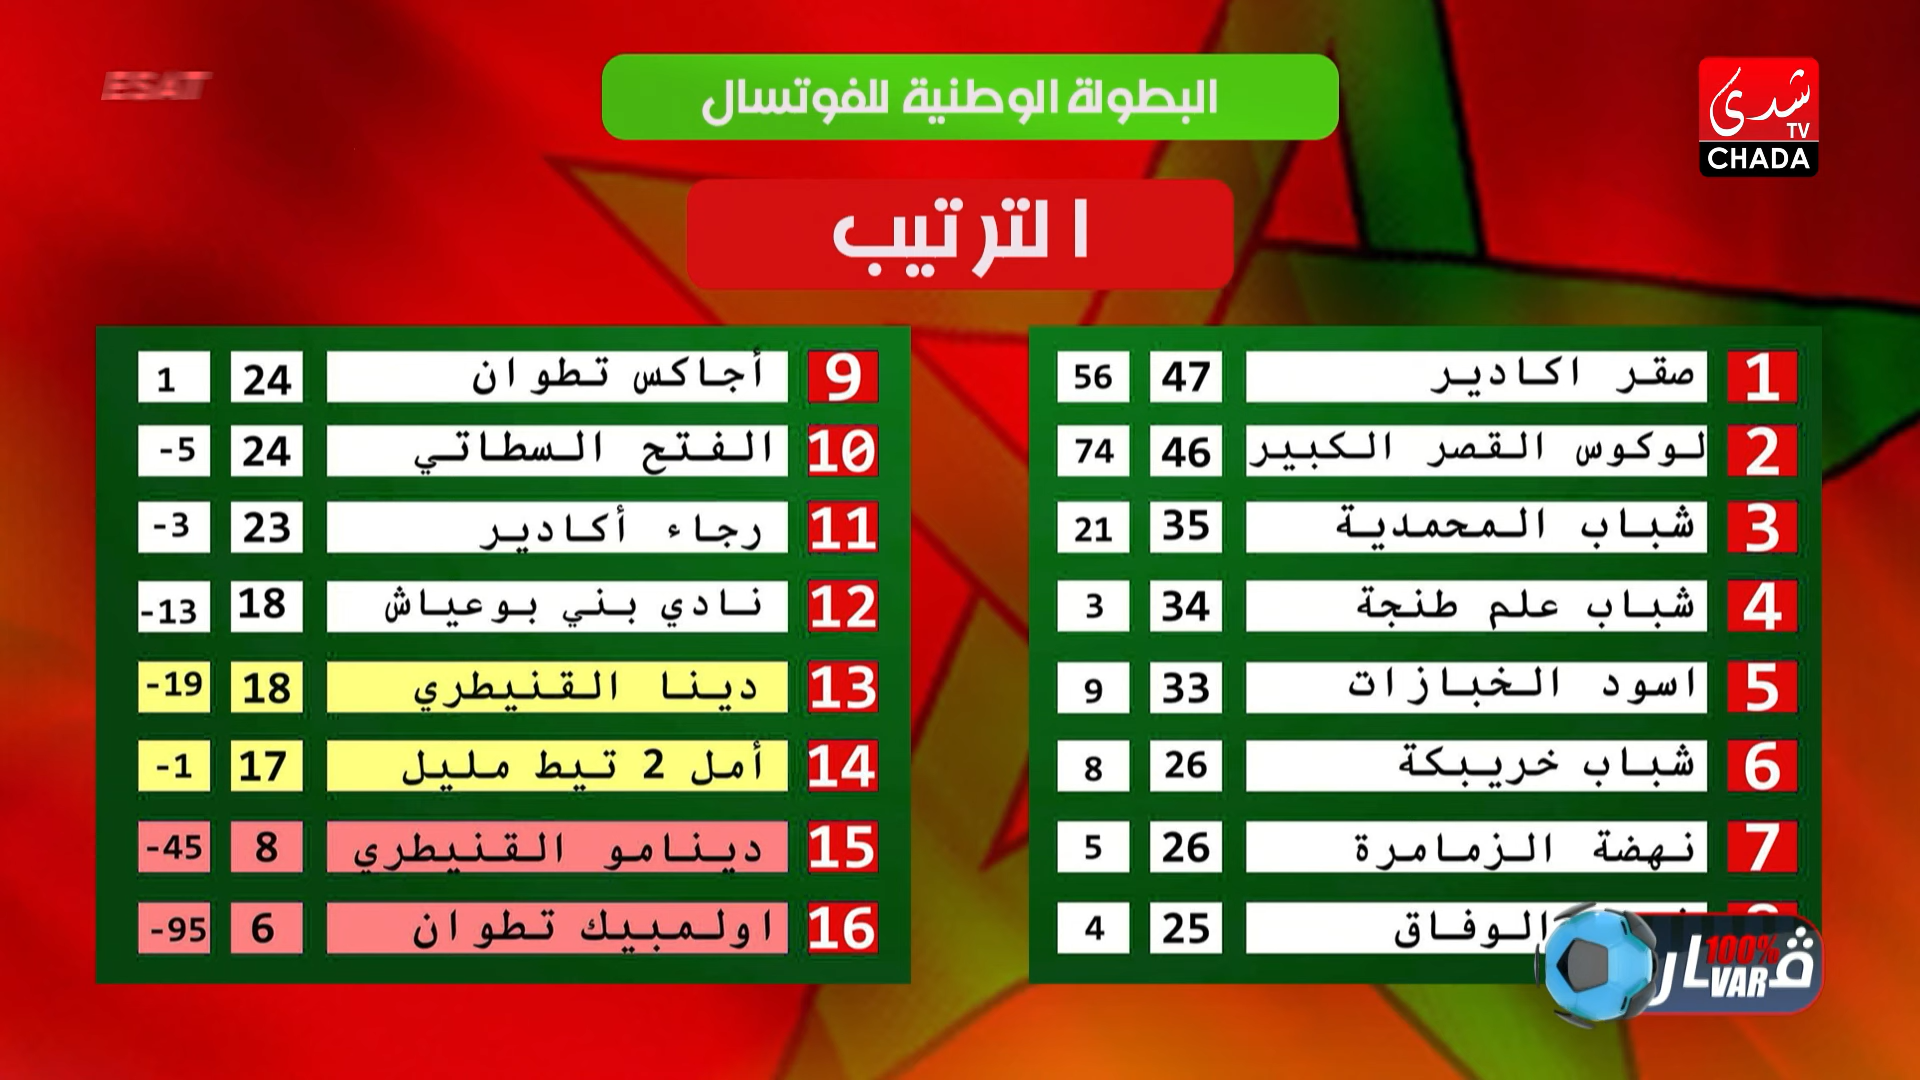 ESAT
البطولة الوطنية للفوتسال
شدى
TV
CHADA
الترتيب
1 صقر اكادير 47 56
2 لوكوس القصر الكبير 46 74
3 شباب المحمدية 35 21
4 شباب علم طنجة 34 3
5 اسود الخبازات 33 9
6 شباب خريبكة 26 8
7 نهضة الزمامرة 26 5
الوفاق 25 4
9 أجاكس تطوان 24 1
10 الفتح السطاتي 24 -5
11 رجاء أكادير 23 -3
12 نادي بني بوعياش 18 -13
13 دينا القنيطري 18 -19
14 أمل 2 تيط مليل 17 -1
15 دينامو القنيطري 8 -45
16 اولمبيك تطوان 6 -95
ڤار
100%
VAR